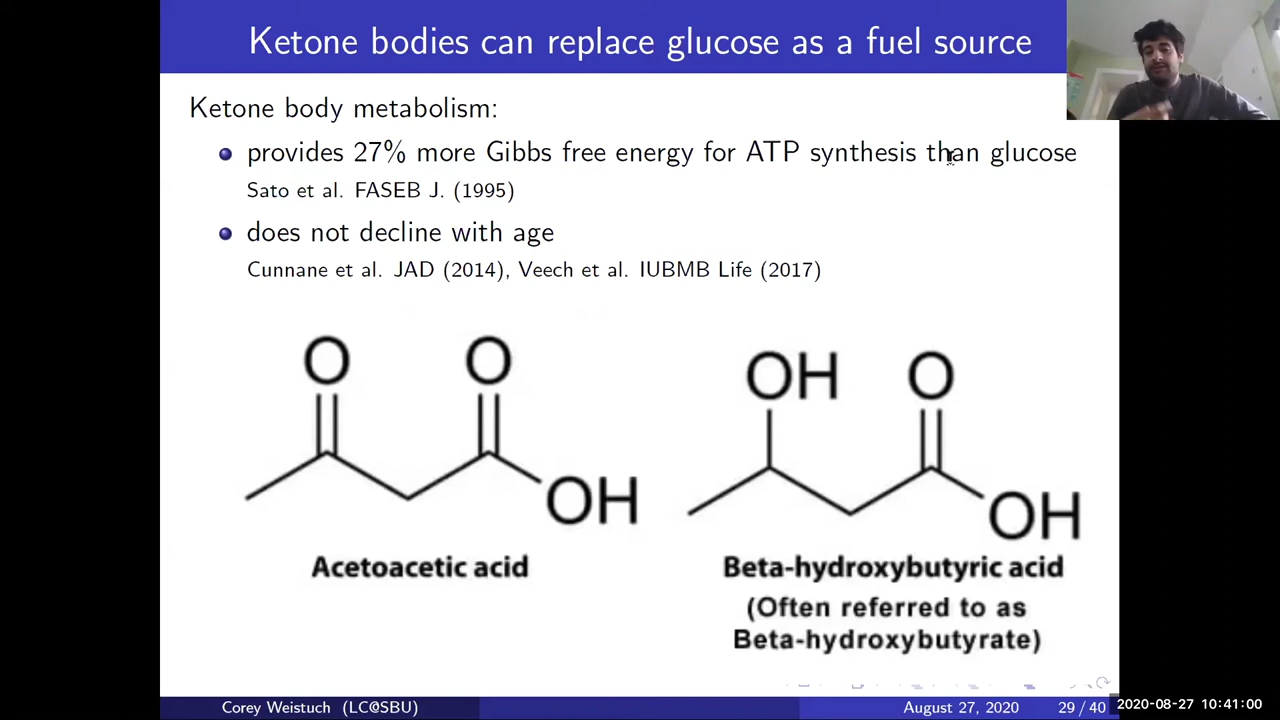 Ketone bodies can replace glucose as a fuel source
Ketone body metabolism:
provides 27% more Gibbs free energy for ATP synthesis than glucose
Sato et al. FASEB J. (1995)
does not decline with age
Cunnane et al. JAD (2014), Veech et al. IUBMB Life (2017)
O O
OH
Acetoacetic acid
OH O
OH
Beta-hydroxybutyric acid
(Often referred to as
Beta-hydroxybutyrate)
Corey Weistuch (LC@SBU) August 27, 2020 29 / 40
2020-08-27 10:41:00